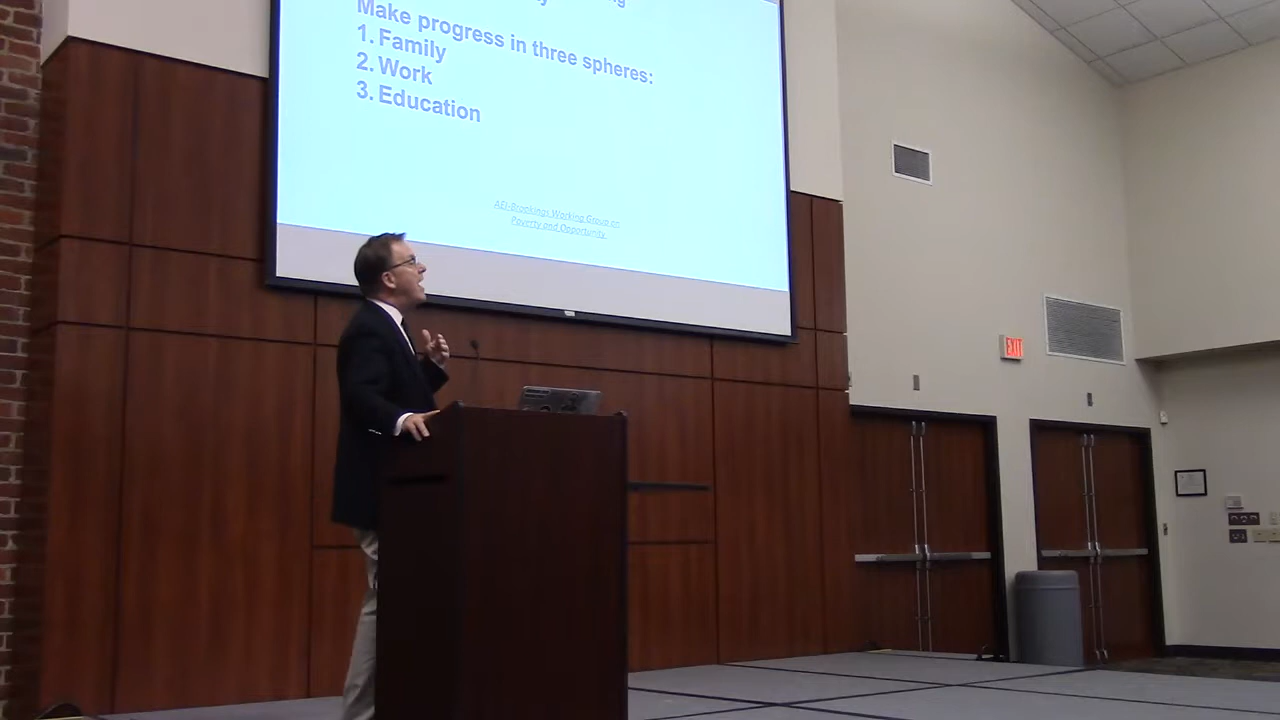 Make progress in three spheres:
1. Family
2. Work
3. Education
AEI-Brookings Working Group on
Poverty and Opportunity
EXIT